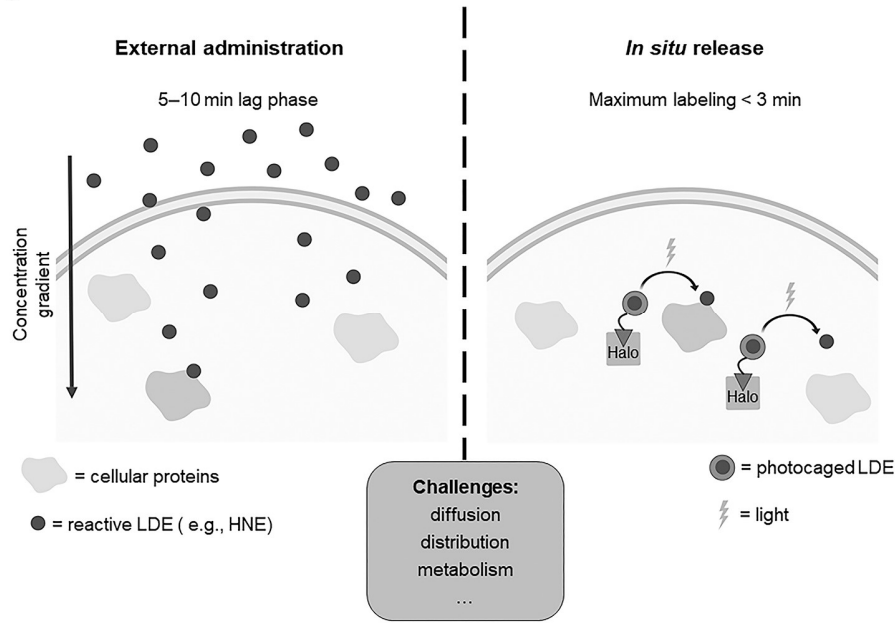 External administration
5–10 min lag phase
Concentration
gradient
In situ release
Maximum labeling < 3 min
Halo
Halo
= cellular proteins
= reactive LDE ( e.g., HNE)
Challenges:
diffusion
distribution
metabolism
...
= photocaged LDE
= light